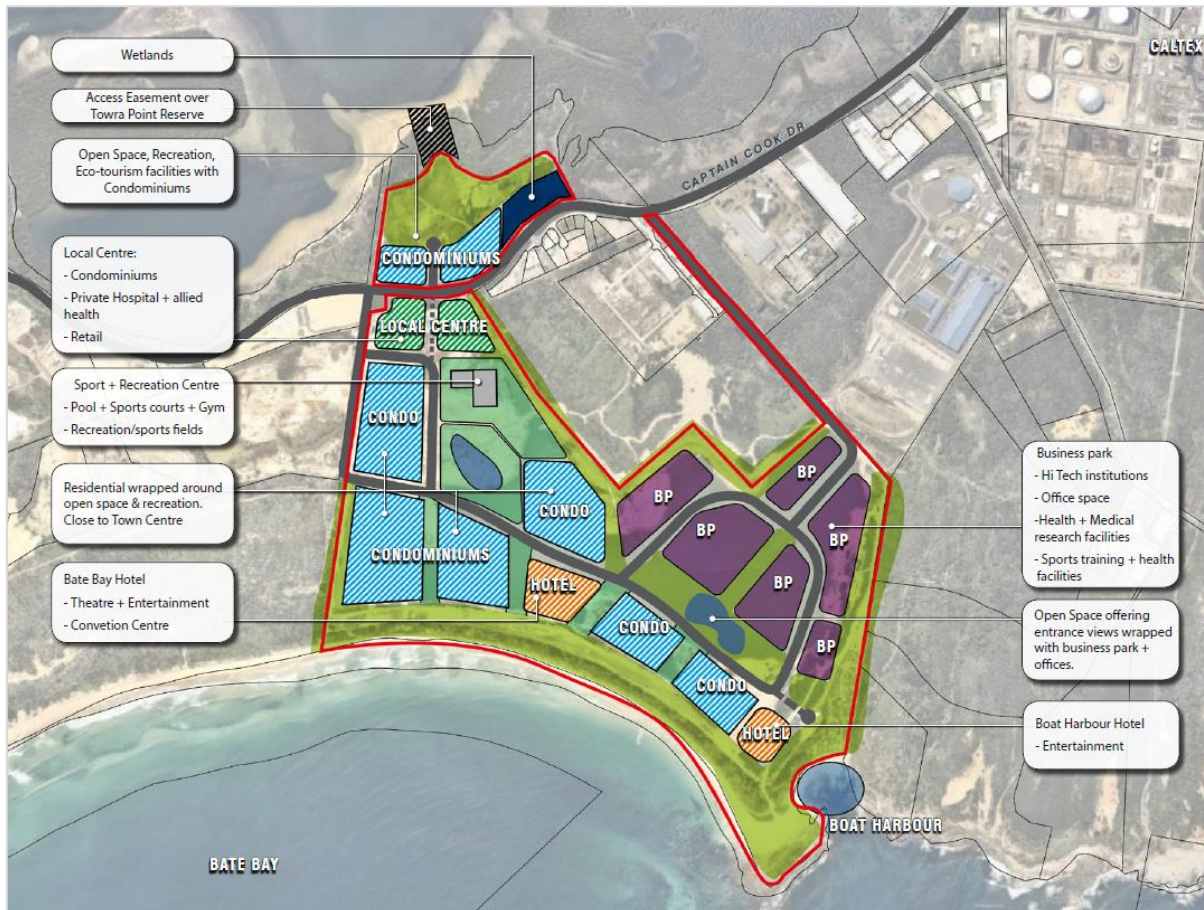 Wetlands
Access Easement over
Towra Point Reserve
Open Space, Recreation,
Eco-tourism facilities with
Condominiums
Local Centre:
- Condominiums
- Private Hospital + allied
health
- Retail
Sport + Recreation Centre
- Pool + Sports courts + Gym
- Recreation/sports fields
Residential wrapped around
open space & recreation.
Close to Town Centre
Bate Bay Hotel
- Theatre + Entertainment
- Convetion Centre
CALTEX
CAPTAIN COOK DR
CONDOMINIUMS
LOCAL CENTRE
CONDO
CONDO
CONDOMINIUMS
HOTEL
CONDO
CONDO
HOTEL
BP
BP
BP
BP
BP
BP
Business park
- Hi Tech institutions
- Office space
-Health + Medical
research facilities
- Sports training + health
facilities
Open Space offering
entrance views wrapped
with business park +
offices.
Boat Harbour Hotel
- Entertainment
BOAT HARBOUR
BATE BAY